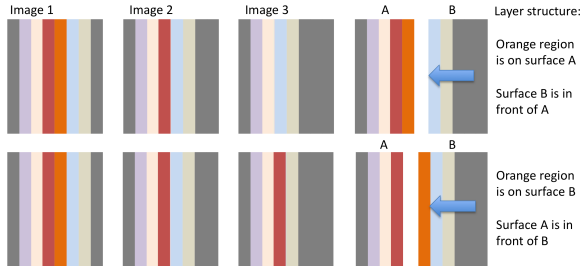 Image 1
Image 2
Image 3
A
B
Layer structure:
Orange region
is on surface A
Surface B is in
front of A
A
B
Orange region
is on surface B
Surface A is in
front of B